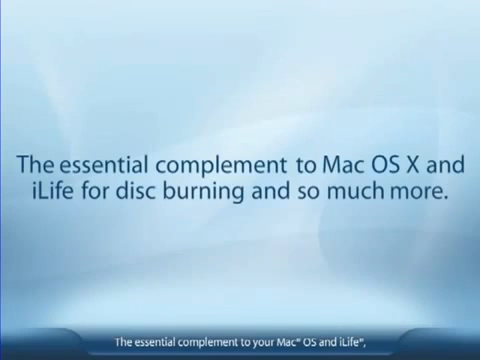 The essential complement to Mac OS X and
iLife for disc burning and so much more.
The essential complement to your Mac® OS and iLife®,